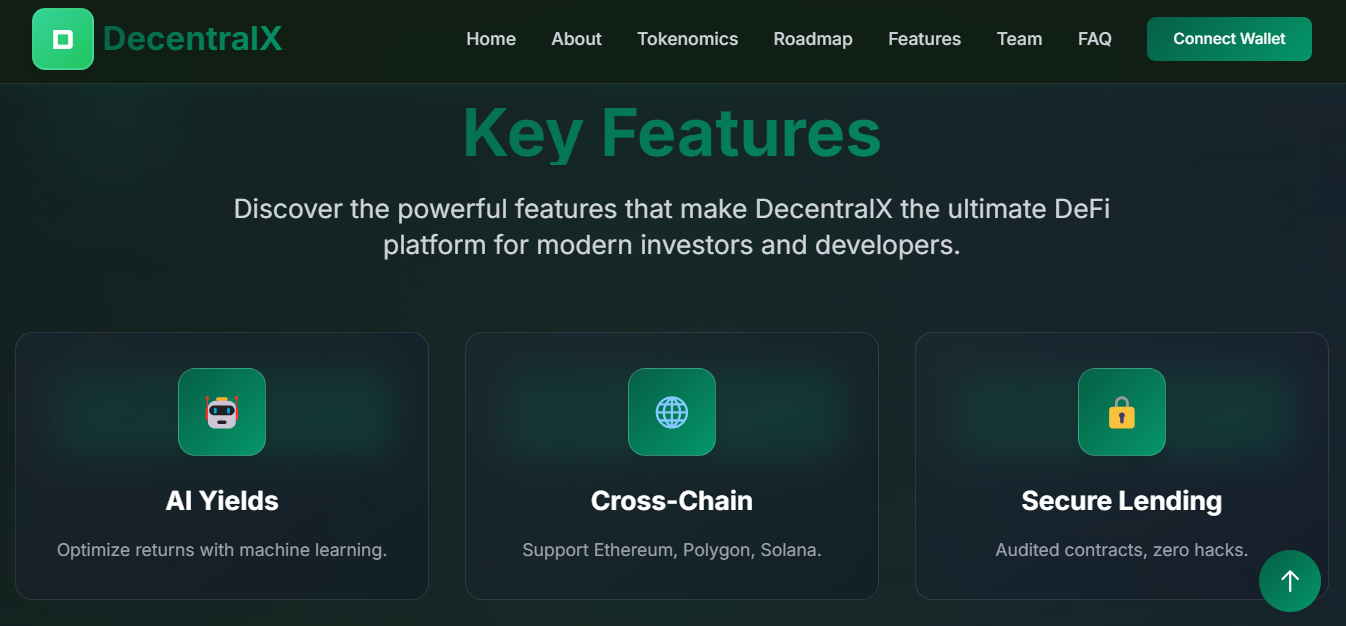 DecentralX
Home About Tokenomics Roadmap Features Team FAQ Connect Wallet
Key Features
Discover the powerful features that make DecentralX the ultimate DeFi
platform for modern investors and developers.
AI Yields
Optimize returns with machine learning.
Cross-Chain
Support Ethereum, Polygon, Solana.
Secure Lending
Audited contracts, zero hacks.